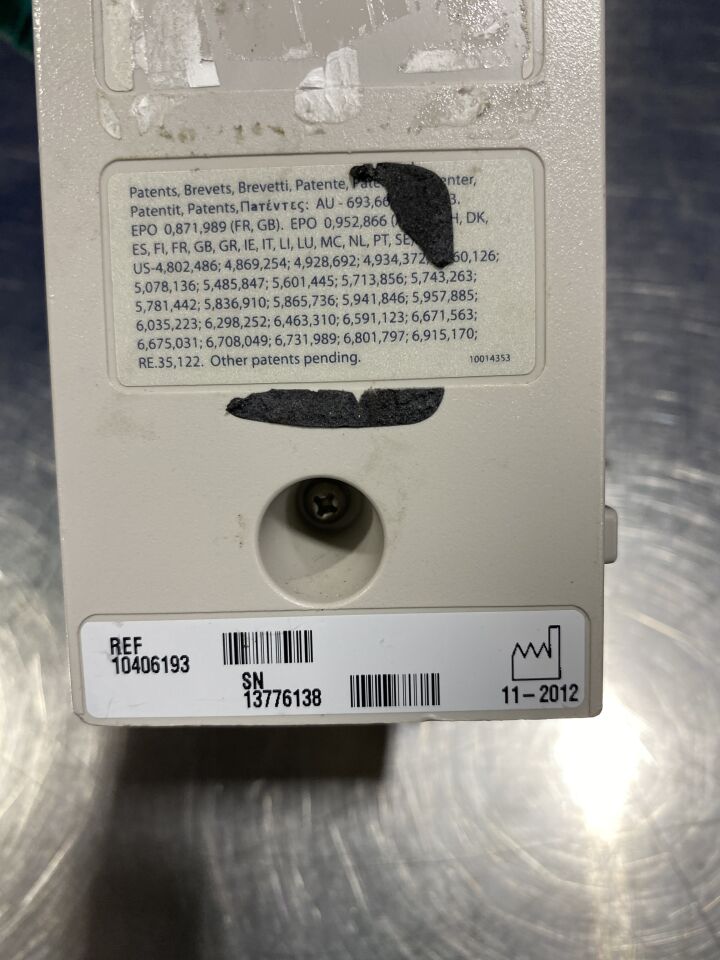 Patents, Brevets, Brevetti, Patente,
Patentit, Patents, Πατέντες: AU - 693,66
EPO 0,871,989 (FR, GB). EPO 0,952,866 ( DK,
ES, FI, FR, GB, GR, IE, IT, LI, LU, MC, NL, PT, SE,
US-4,802,486; 4,869,254; 4,928,692; 4,934,372; 60,126;
5,078,136; 5,485,847; 5,601,445; 5,713,856; 5,743,263;
5,781,442; 5,836,910; 5,865,736; 5,941,846; 5,957,885;
6,035,223; 6,298,252; 6,463,310; 6,591,123; 6,671,563;
6,675,031; 6,708,049; 6,731,989; 6,801,797; 6,915,170;
RE.35,122. Other patents pending.
10014353
REF
10406193
SN
13776138
11-2012